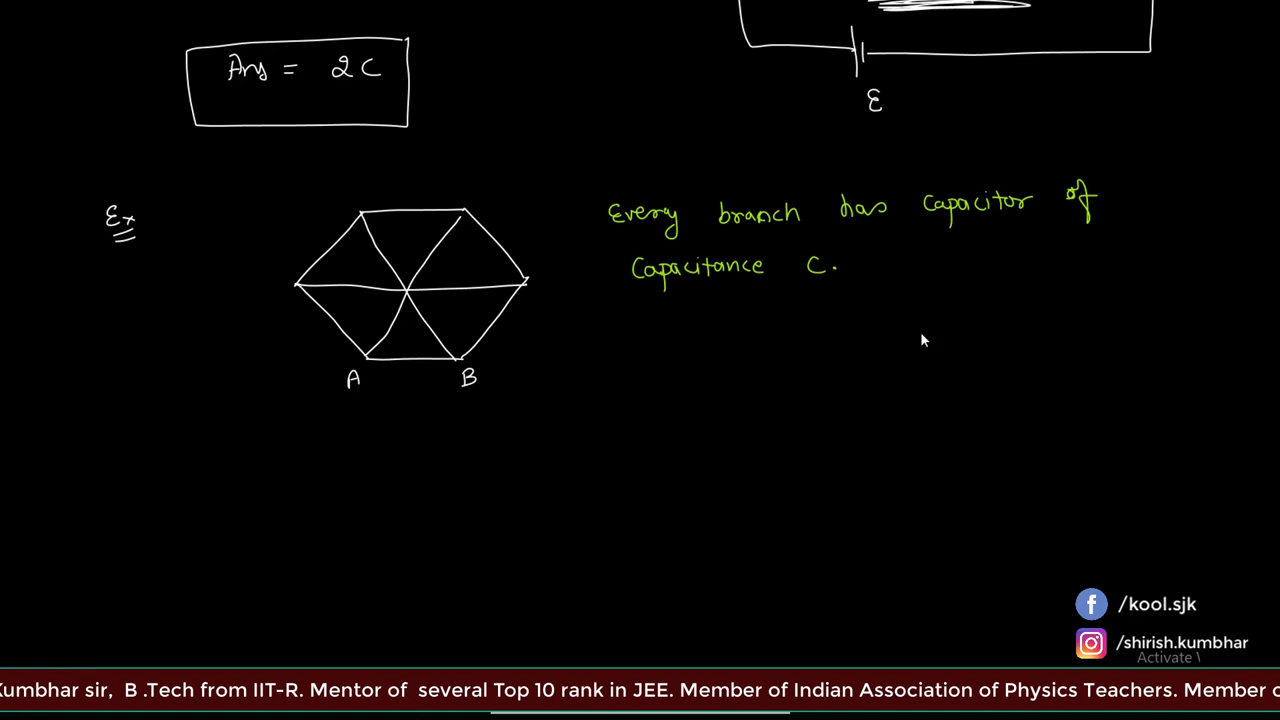 Ans = 2C
ε
Ex
Every branch has capacitor of
Capacitance C.
A
B
/kool.sjk
/shirish.kumbhar
Activate \
Kumbhar sir, B .Tech from IIT-R. Mentor of several Top 10 rank in JEE. Member of Indian Association of Physics Teachers. Member o